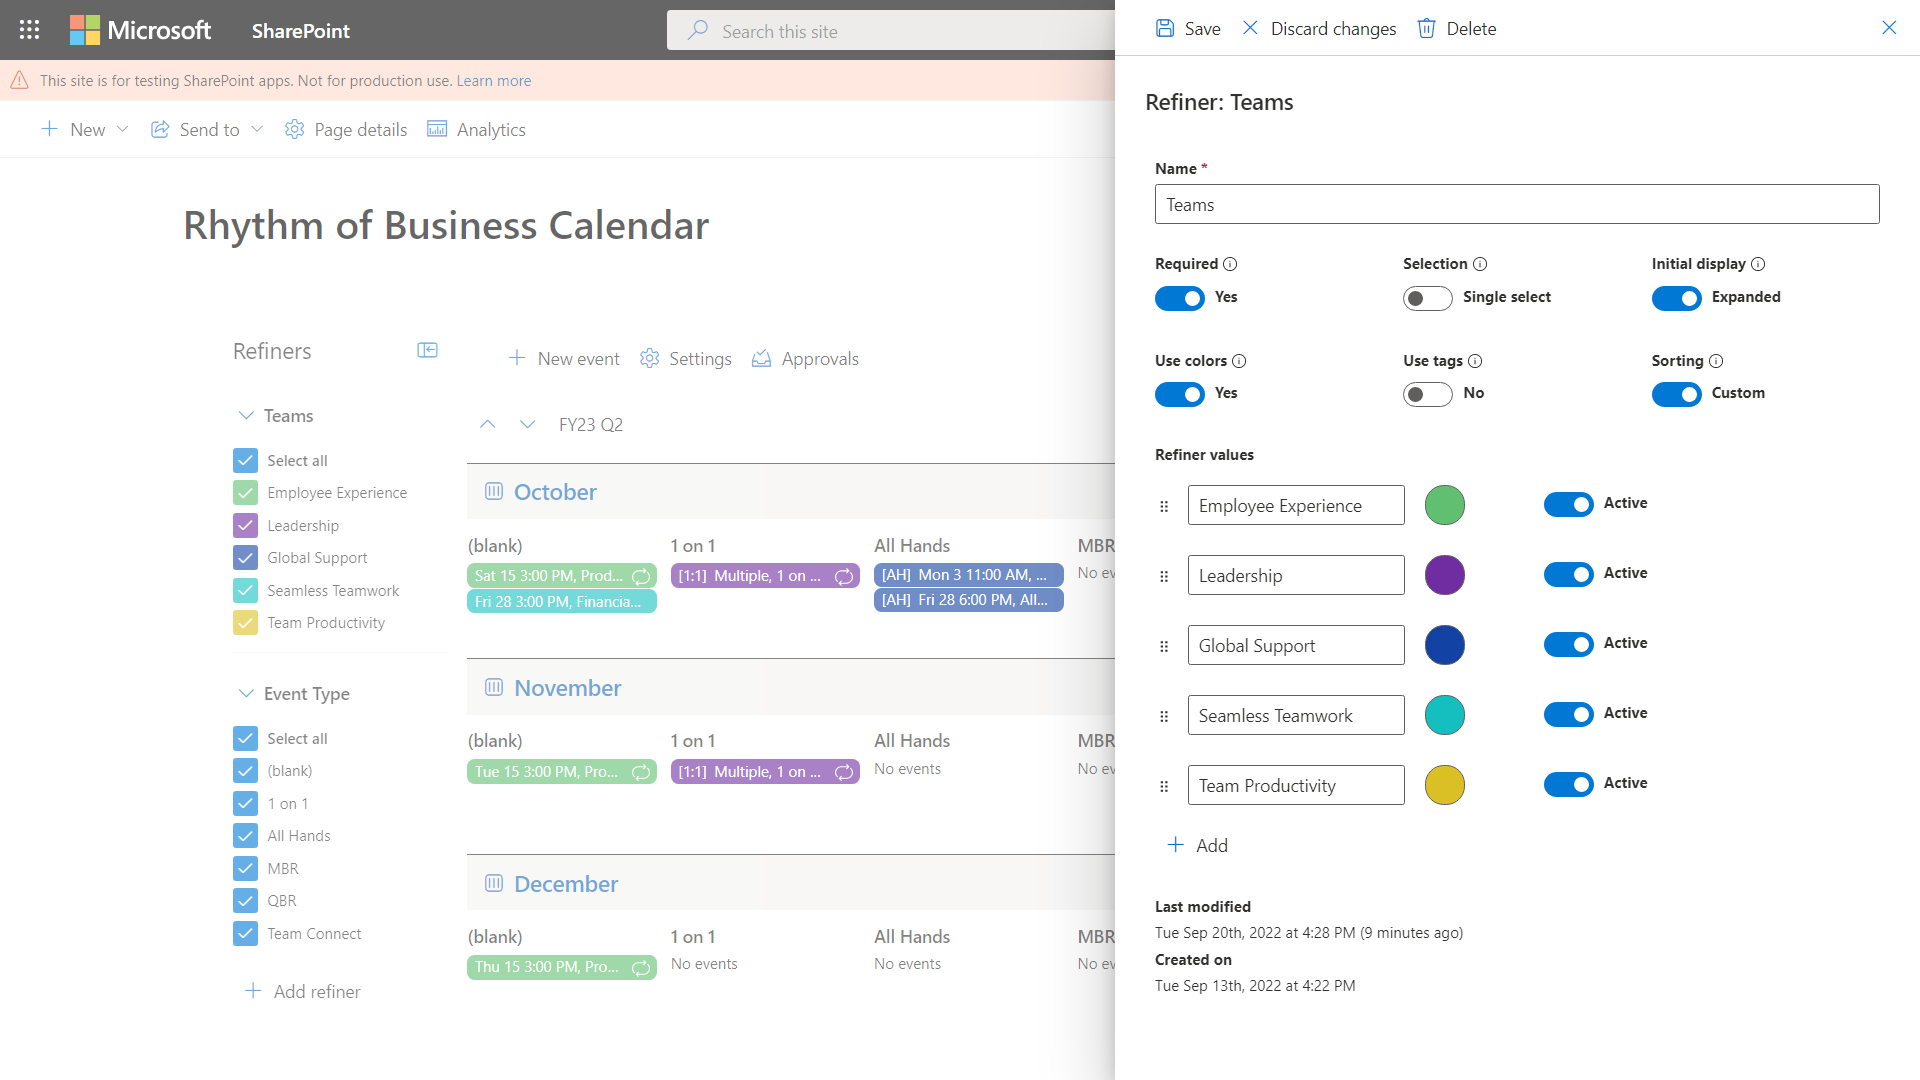 Microsoft SharePoint
Search this site
This site is for testing SharePoint apps. Not for production use. Learn more
New Send to Page details Analytics
Rhythm of Business Calendar
Refiners
Teams
Select all
Employee Experience
Leadership
Global Support
Seamless Teamwork
Team Productivity
Event Type
Select all
(blank)
1 on 1
All Hands
MBR
QBR
Team Connect
Add refiner
New event Settings Approvals
FY23 Q2
October
(blank) 1 on 1 All Hands MBR
Sat 15 3:00 PM, Prod... [1:1] Multiple, 1 on ... [AH] Mon 3 11:00 AM, ... No ev
Fri 28 3:00 PM, Financia... [AH] Fri 28 6:00 PM, All...
November
(blank) 1 on 1 All Hands MBR
Tue 15 3:00 PM, Pro... [1:1] Multiple, 1 on ... No events No ev
December
(blank) 1 on 1 All Hands MBR
Thu 15 3:00 PM, Pro... No events No events No ev
Save Discard changes Delete
Refiner: Teams
Name *
Teams
Required Selection Initial display
Yes Single select Expanded
Use colors Use tags Sorting
Yes No Custom
Refiner values
Employee Experience Active
Leadership Active
Global Support Active
Seamless Teamwork Active
Team Productivity Active
Add
Last modified
Tue Sep 20th, 2022 at 4:28 PM (9 minutes ago)
Created on
Tue Sep 13th, 2022 at 4:22 PM